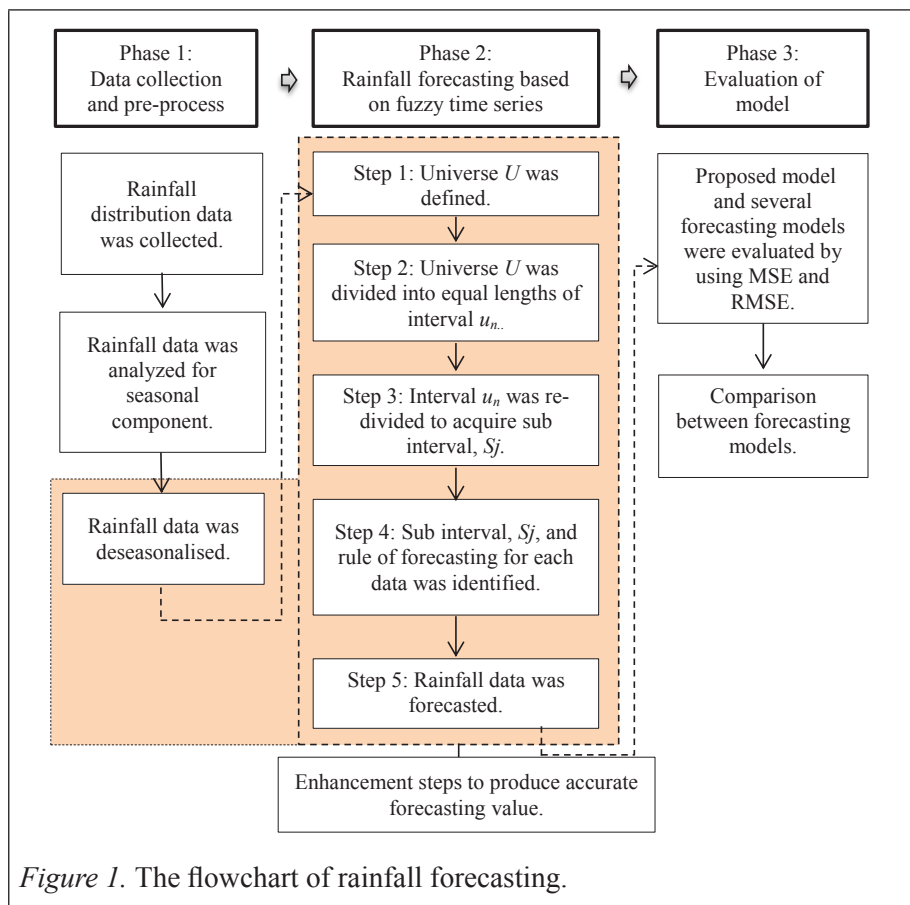 Phase 1:
Data collection
and pre-process
Phase 2:
Rainfall forecasting based
on fuzzy time series
Phase 3:
Evaluation of
model
Rainfall
distribution data
was collected.
Rainfall data was
analyzed for
seasonal
component.
Rainfall data was
deseasonalised.
Step 1: Universe U was
defined.
Step 2: Universe U was
divided into equal lengths of
interval un..
Step 3: Interval un was re-
divided to acquire sub
interval, Sj.
Step 4: Sub interval, Sj, and
rule of forecasting for each
data was identified.
Step 5: Rainfall data was
forecasted.
Enhancement steps to produce accurate
forecasting value.
Proposed model
and several
forecasting models
were evaluated by
using MSE and
RMSE.
Comparison
between forecasting
models.
Figure 1. The flowchart of rainfall forecasting.